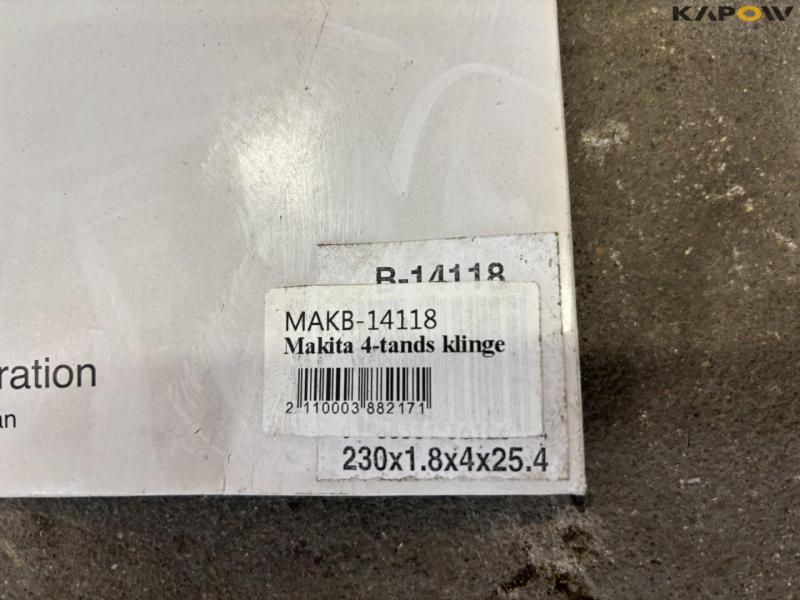 KAPOW
B-14118
MAKB-14118
Makita 4-tands klinge
2 110003 882171
ration
an
230x1.8x4x25.4